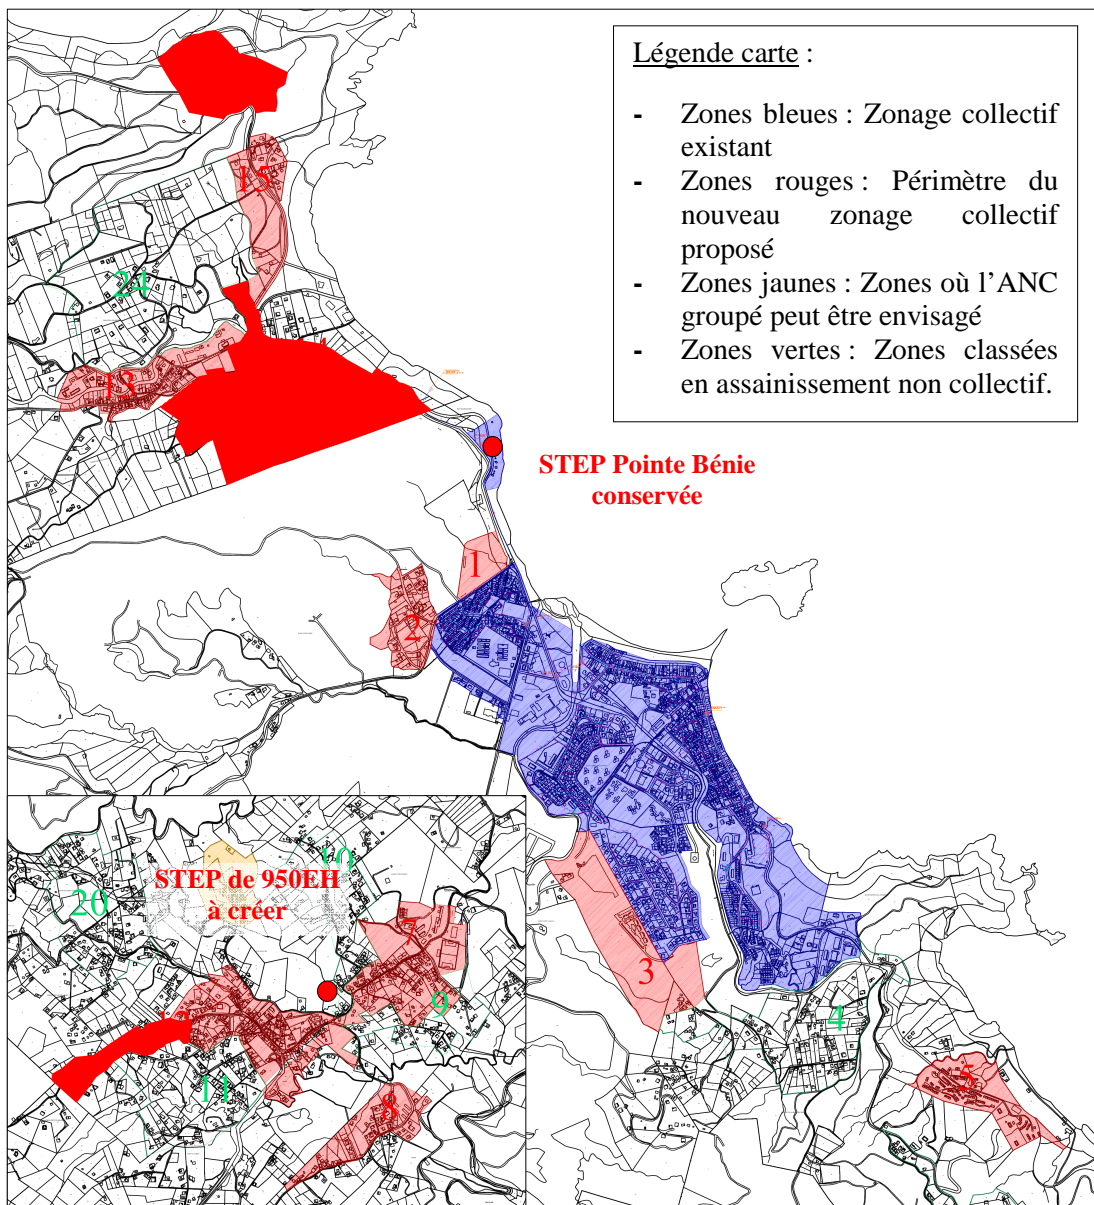 Légende carte :
- Zones bleues : Zonage collectif
existant
- Zones rouges : Périmètre du
nouveau zonage collectif
proposé
- Zones jaunes : Zones où l’ANC
groupé peut être envisagé
- Zones vertes : Zones classées
en assainissement non collectif.
15
24
13
STEP Pointe Bénie
conservée
1
2
3
4
5
10
STEP de 950EH
à créer
20
7
9
11
8